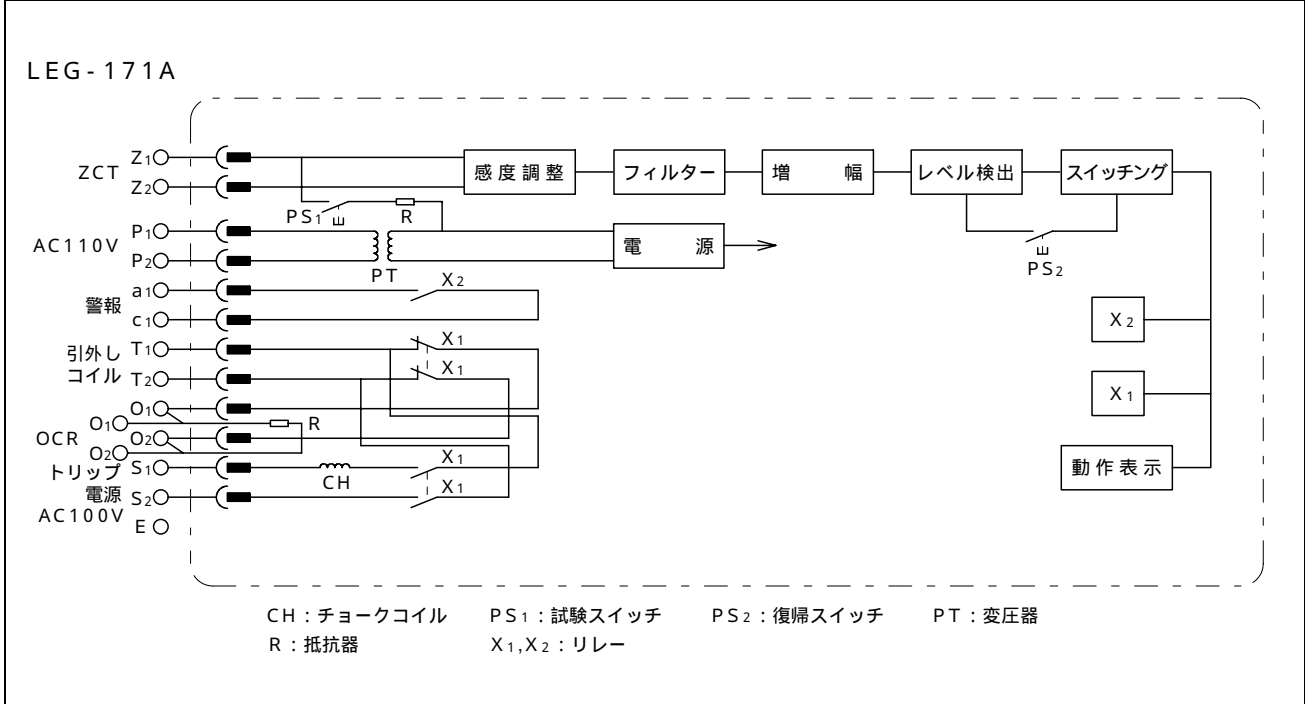 LEG-171A
ZCT
Z1
Z2
感度調整
フィルター
増　幅
レベル検出
スイッチング
PS1
R
AC110V
P1
P2
PT
電　源
PS2
警報
a1
c1
X2
引外し
コイル
T1
T2
X1
X1
X2
X1
動作表示
O1
O1
R
OCR
O2
O2
トリップ
電源
AC100V
S1
S2
CH
X1
X1
E
CH：チョークコイル　PS1：試験スイッチ　PS2：復帰スイッチ　PT：変圧器
R：抵抗器　X1,X2：リレー